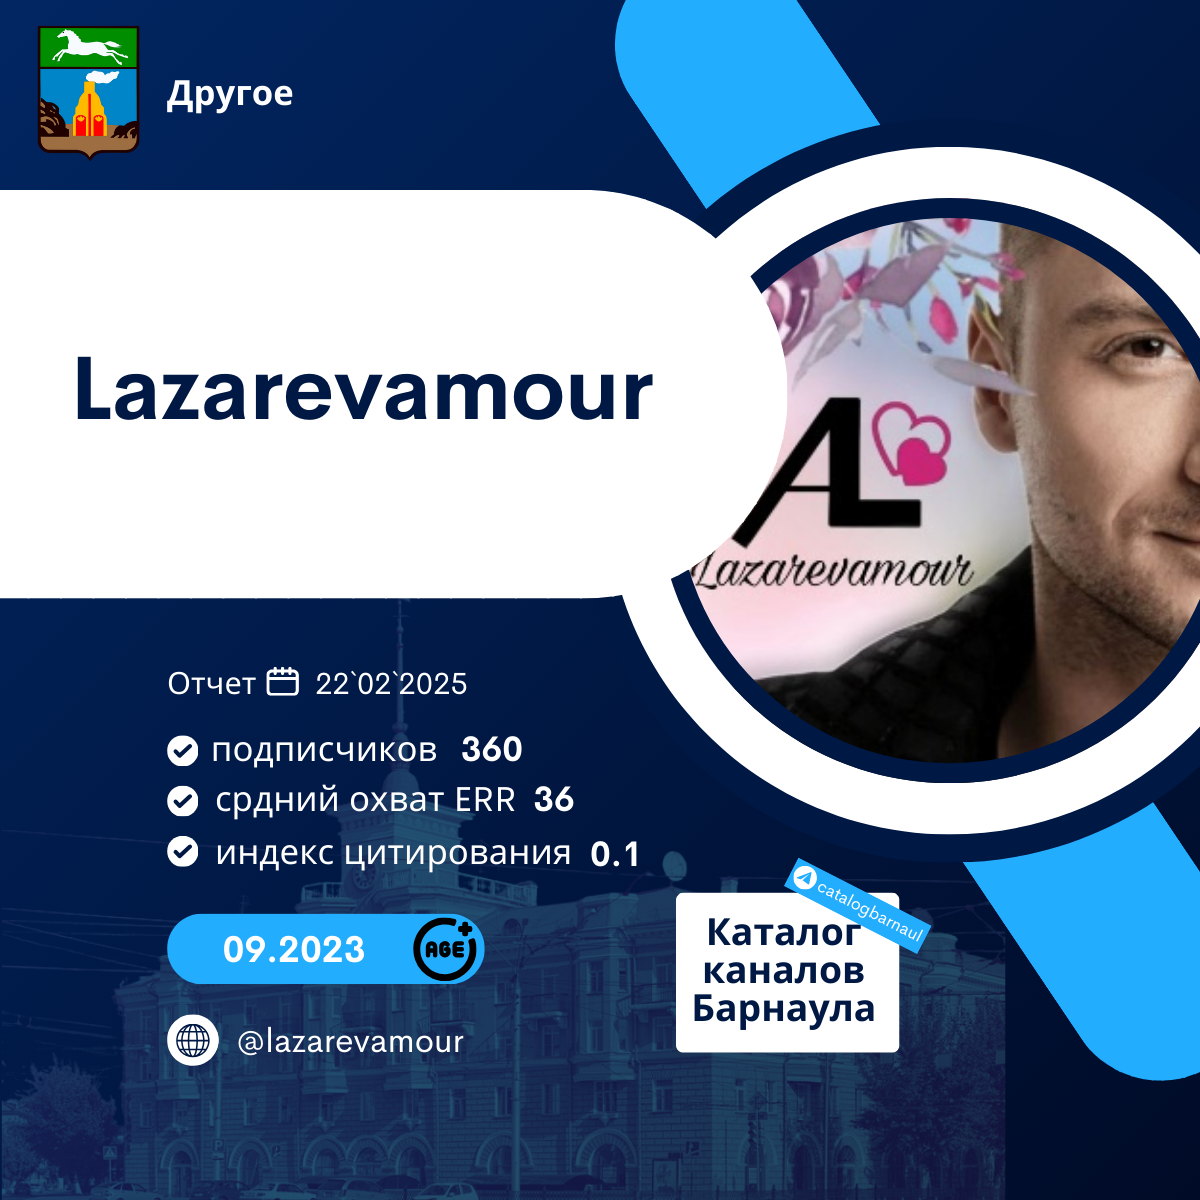 Другое
Lazarevamour
AL
Lazarevamour
Отчет 22`02`2025
подписчиков 360
срдний охват ERR 36
индекс цитирования 0.1
09.2023
AGE+
@lazarevamour
catalogbarnaul
Каталог
каналов
Барнаула